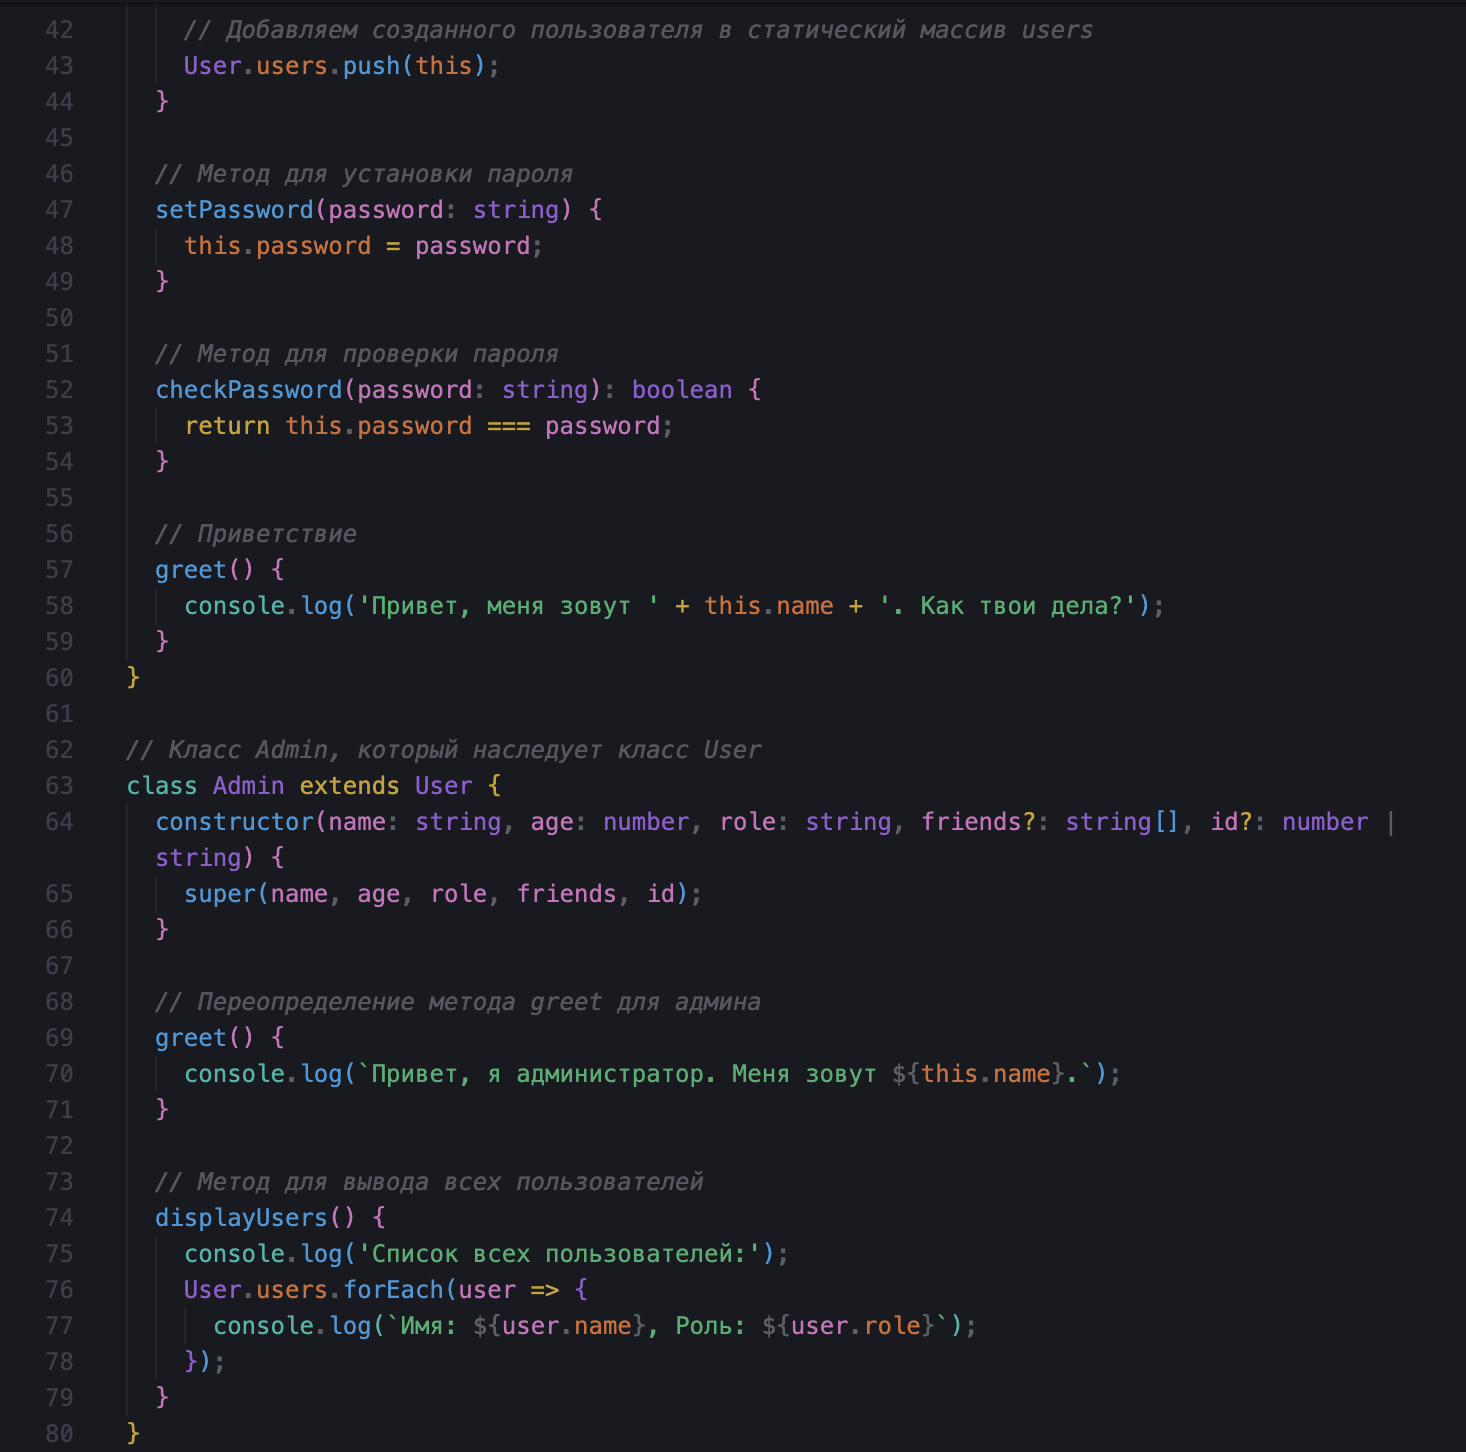 42 // Добавляем созданного пользователя в статический массив users
43 User.users.push(this);
44 }
45
46 // Метод для установки пароля
47 setPassword(password: string) {
48 this.password = password;
49 }
50
51 // Метод для проверки пароля
52 checkPassword(password: string): boolean {
53 return this.password === password;
54 }
55
56 // Приветствие
57 greet() {
58 console.log('Привет, меня зовут ' + this.name + '. Как твои дела?');
59 }
60 }
61
62 // Класс Admin, который наследует класс User
63 class Admin extends User {
64 constructor(name: string, age: number, role: string, friends?: string[], id?: number |
string) {
65 super(name, age, role, friends, id);
66 }
67
68 // Переопределение метода greet для админа
69 greet() {
70 console.log(`Привет, я администратор. Меня зовут ${this.name}.`);
71 }
72
73 // Метод для вывода всех пользователей
74 displayUsers() {
75 console.log('Список всех пользователей:');
76 User.users.forEach(user => {
77 console.log(`Имя: ${user.name}, Роль: ${user.role}`);
78 });
79 }
80 }